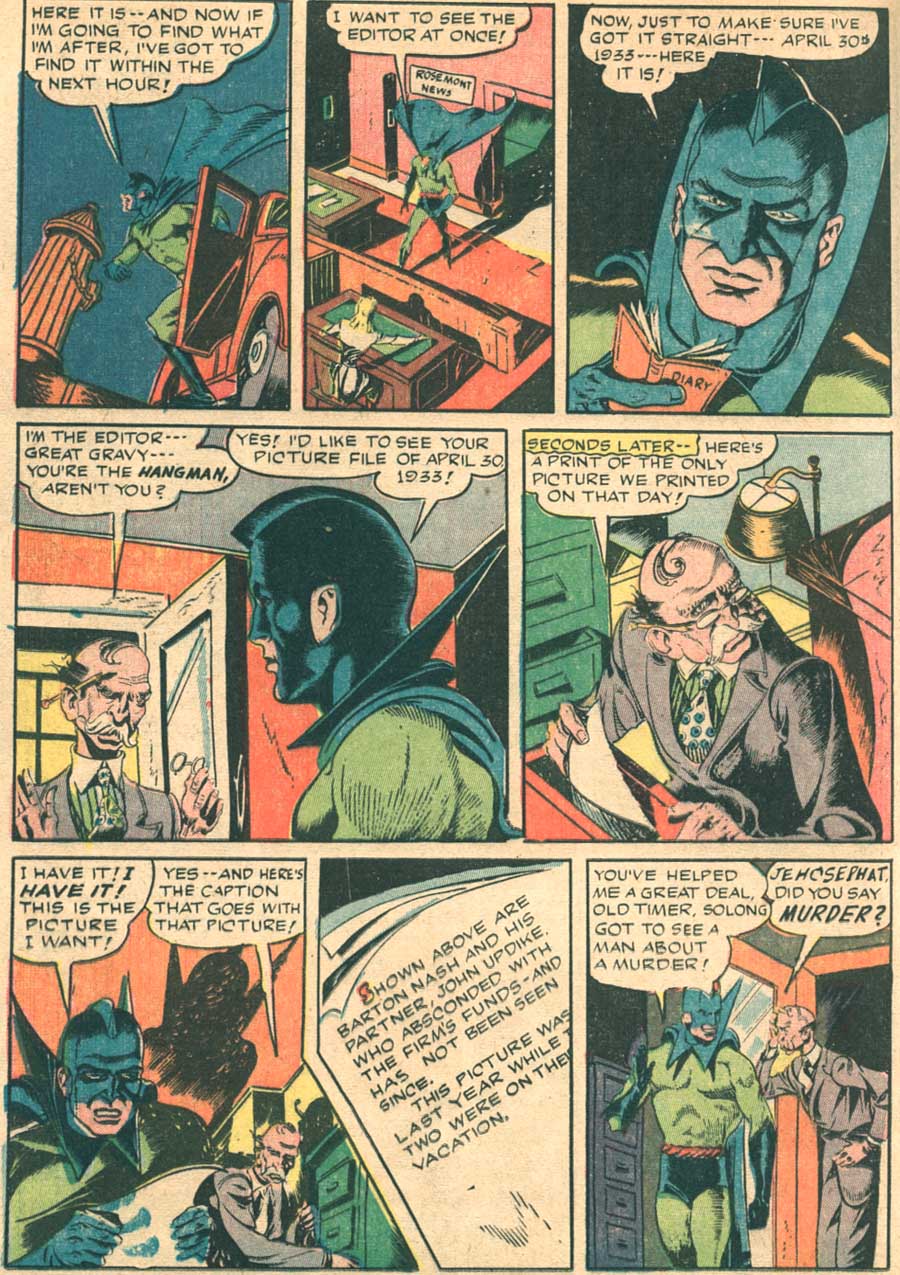 HERE IT IS--AND NOW IF
I'M GOING TO FIND WHAT
I'M AFTER, I'VE GOT TO
FIND IT WITHIN THE
NEXT HOUR!
I WANT TO SEE THE
EDITOR AT ONCE!
ROSEMONT
NEWS
NOW, JUST TO MAKE SURE I'VE
GOT IT STRAIGHT--- APRIL 30th
1933---HERE
IT IS!
DIARY
I'M THE EDITOR---
GREAT GRAVY---
YOU'RE THE HANGMAN,
AREN'T YOU?
YES! I'D LIKE TO SEE YOUR
PICTURE FILE OF APRIL 30,
1933!
SECONDS LATER--
HERE'S
A PRINT OF THE ONLY
PICTURE WE PRINTED
ON THAT DAY!
I HAVE IT! I
HAVE IT!
THIS IS THE
PICTURE
I WANT!
YES--AND HERE'S
THE CAPTION
THAT GOES WITH
THAT PICTURE!
SHOWN ABOVE ARE
BARTON NASH AND HIS
PARTNER, JOHN UPDIKE,
WHO ABSCONDED WITH
THE FIRM'S FUNDS-AND
HAS NOT BEEN SEEN
SINCE.
THIS PICTURE WAS
LAST YEAR WHILE T
TWO WERE ON THEI
VACATION.
YOU'VE HELPED
ME A GREAT DEAL,
OLD TIMER, SOLONG
GOT TO SEE A
MAN ABOUT
A MURDER!
JEHOSEPHAT,
DID YOU SAY
MURDER?